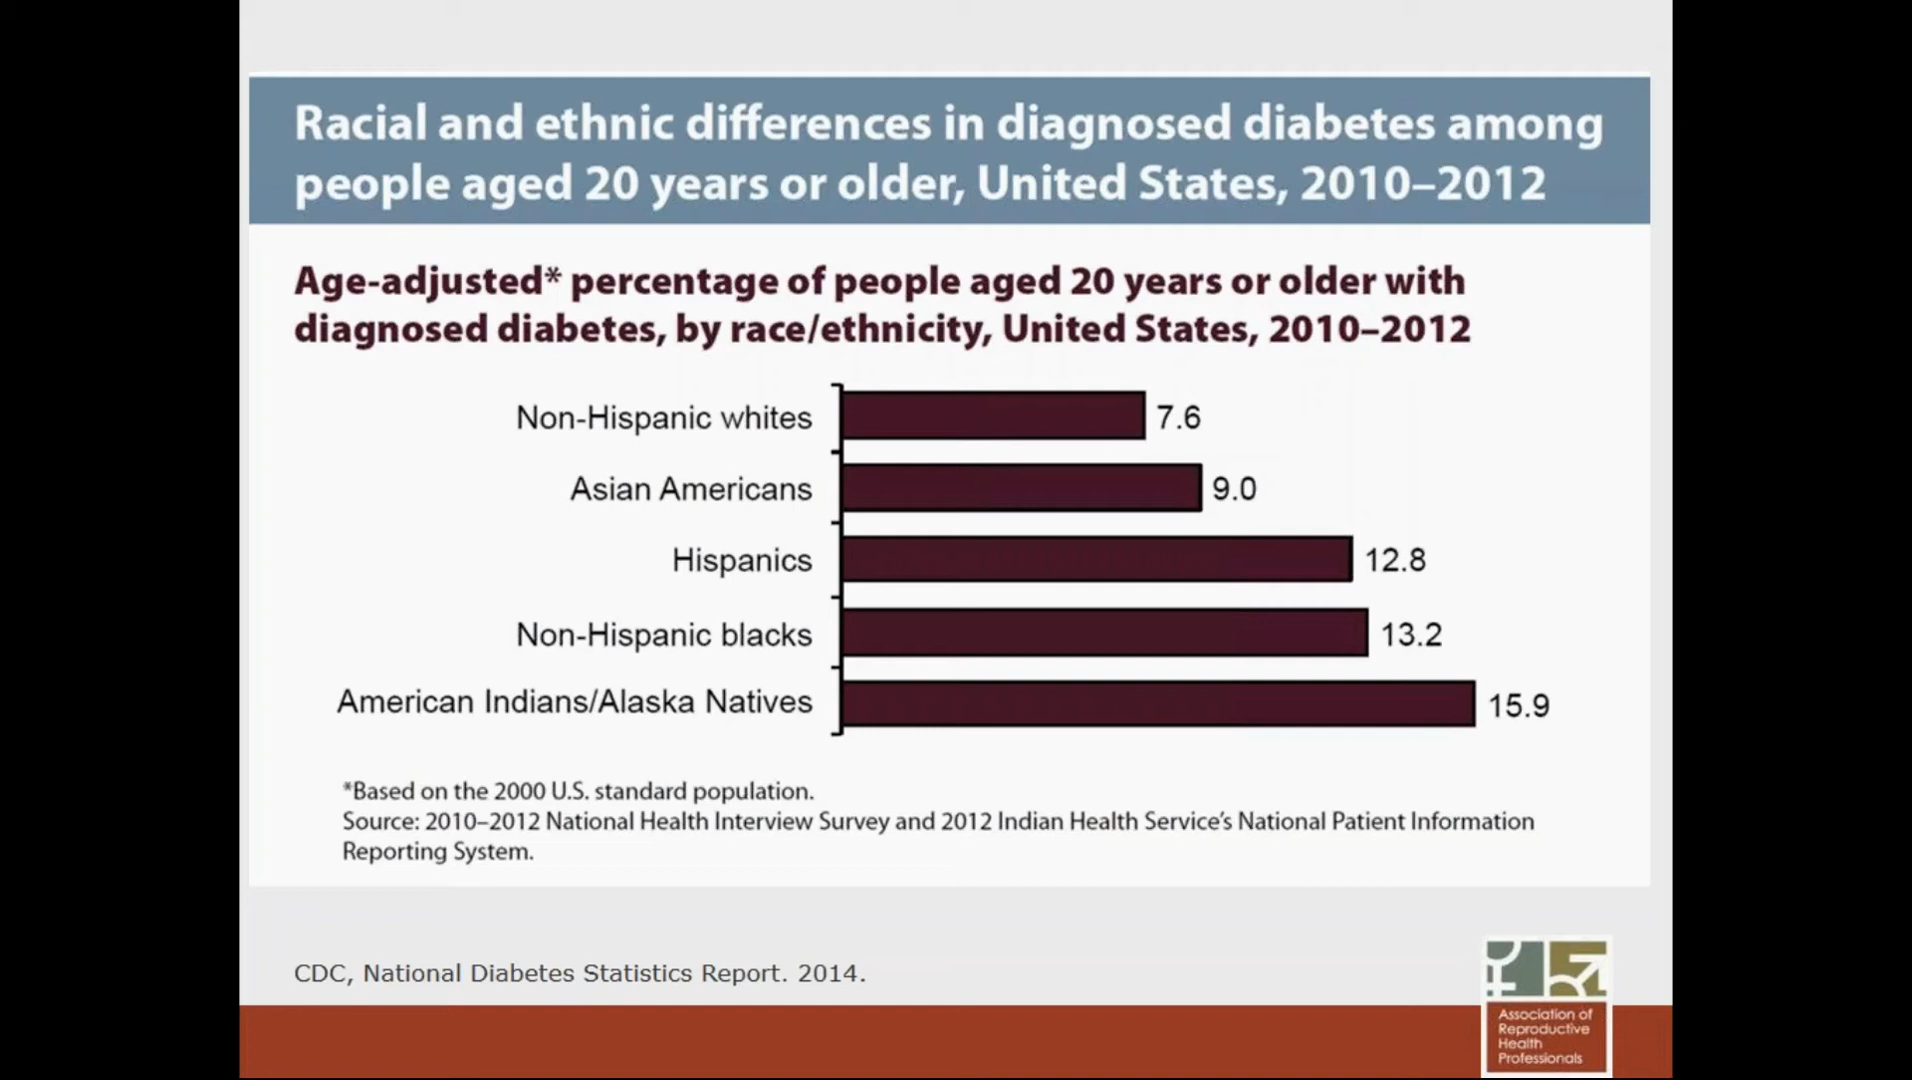 Racial and ethnic differences in diagnosed diabetes among
people aged 20 years or older, United States, 2010–2012
Age-adjusted* percentage of people aged 20 years or older with
diagnosed diabetes, by race/ethnicity, United States, 2010–2012
Non-Hispanic whites 7.6
Asian Americans 9.0
Hispanics 12.8
Non-Hispanic blacks 13.2
American Indians/Alaska Natives 15.9
*Based on the 2000 U.S. standard population.
Source: 2010–2012 National Health Interview Survey and 2012 Indian Health Service’s National Patient Information
Reporting System.
CDC, National Diabetes Statistics Report. 2014.
Association of
Reproductive
Health
Professionals